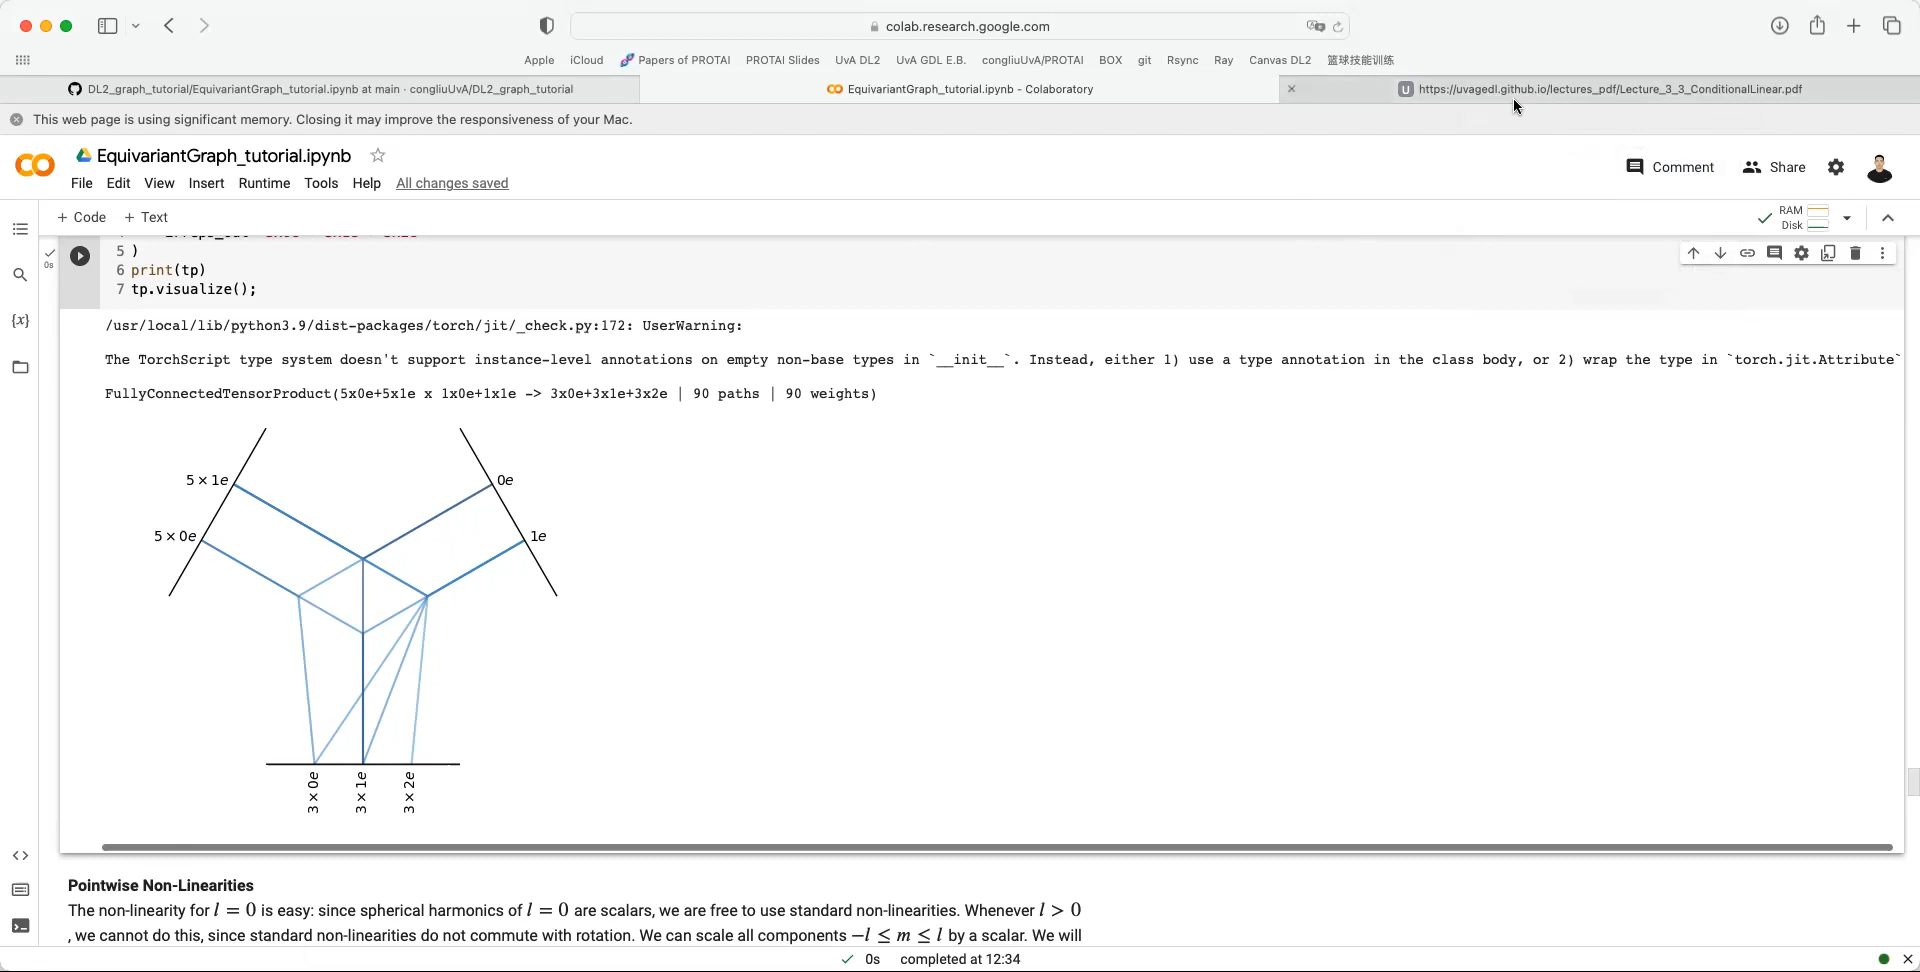 colab.research.google.com
Apple iCloud Papers of PROTAI PROTAI Slides UvA DL2 UvA GDL E.B. congliuUvA/PROTAI BOX git Rsync Ray Canvas DL2 篮球技能训练
DL2_graph_tutorial/EquivariantGraph_tutorial.ipynb at main · congliuUvA/DL2_graph_tutorial
EquivariantGraph_tutorial.ipynb - Colaboratory
U https://uvagedl.github.io/lectures_pdf/Lecture_3_3_ConditionalLinear.pdf
This web page is using significant memory. Closing it may improve the responsiveness of your Mac.
EquivariantGraph_tutorial.ipynb
Comment Share
File Edit View Insert Runtime Tools Help All changes saved
+ Code + Text
RAM
Disk
{x}
0s
5 )
6 print(tp)
7 tp.visualize();
/usr/local/lib/python3.9/dist-packages/torch/jit/_check.py:172: UserWarning:
The TorchScript type system doesn't support instance-level annotations on empty non-base types in `__init__`. Instead, either 1) use a type annotation in the class body, or 2) wrap the type in `torch.jit.Attribute`
FullyConnectedTensorProduct(5x0e+5x1e x 1x0e+1x1e -> 3x0e+3x1e+3x2e | 90 paths | 90 weights)
5 × 1e
0e
5 × 0e
1e
3 × 0e
3 × 1e
3 × 2e
Pointwise Non-Linearities
The non-linearity for l = 0 is easy: since spherical harmonics of l = 0 are scalars, we are free to use standard non-linearities. Whenever l > 0
, we cannot do this, since standard non-linearities do not commute with rotation. We can scale all components −l ≤ m ≤ l by a scalar. We will
0s completed at 12:34